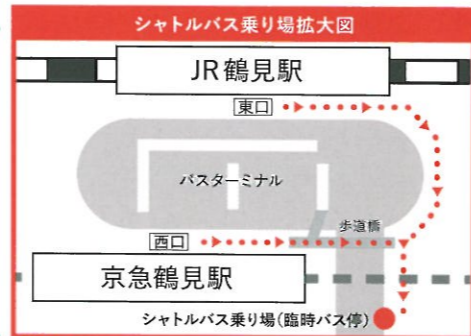 シャトルバス乗り場拡大図
JR鶴見駅
東口
バスターミナル
歩道橋
西口
京急鶴見駅
シャトルバス乗り場(臨時バス停)